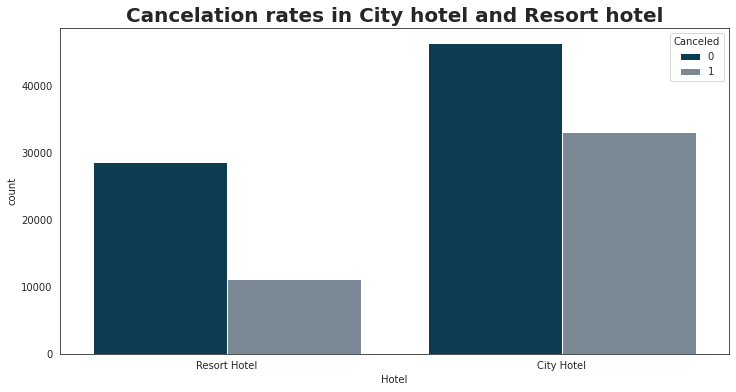 Cancelation rates in City hotel and Resort hotel
Canceled
0
1
40000
30000
20000
10000
0
count
Resort Hotel
City Hotel
Hotel